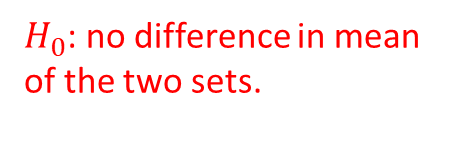 H₀: no difference in mean
of the two sets.